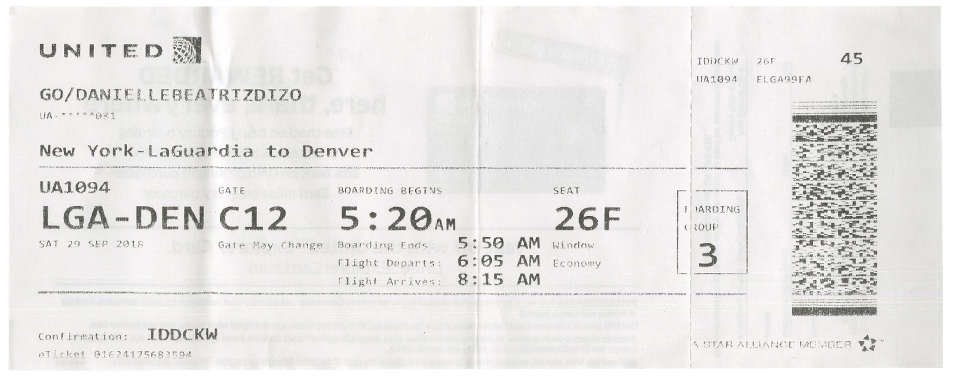 UNITED
GO/DANIELLEBEATRIZDIZO
UA-*****081
New York-LaGuardia to Denver
UA1094
LGA-DEN
SAT 29 SEP 2018
GATE
C12
Gate May Change
BOARDING BEGINS
5:20AM
Boarding Ends: 5:50 AM
Flight Departs: 6:05 AM
Flight Arrives: 8:15 AM
SEAT
26F
Window
Economy
BOARDING
GROUP
3
Confirmation: IDDCKW
eTicket 01624125683594
IDDCKW 26F 45
UA1094 ELGA99FA
A STAR ALLIANCE MEMBER